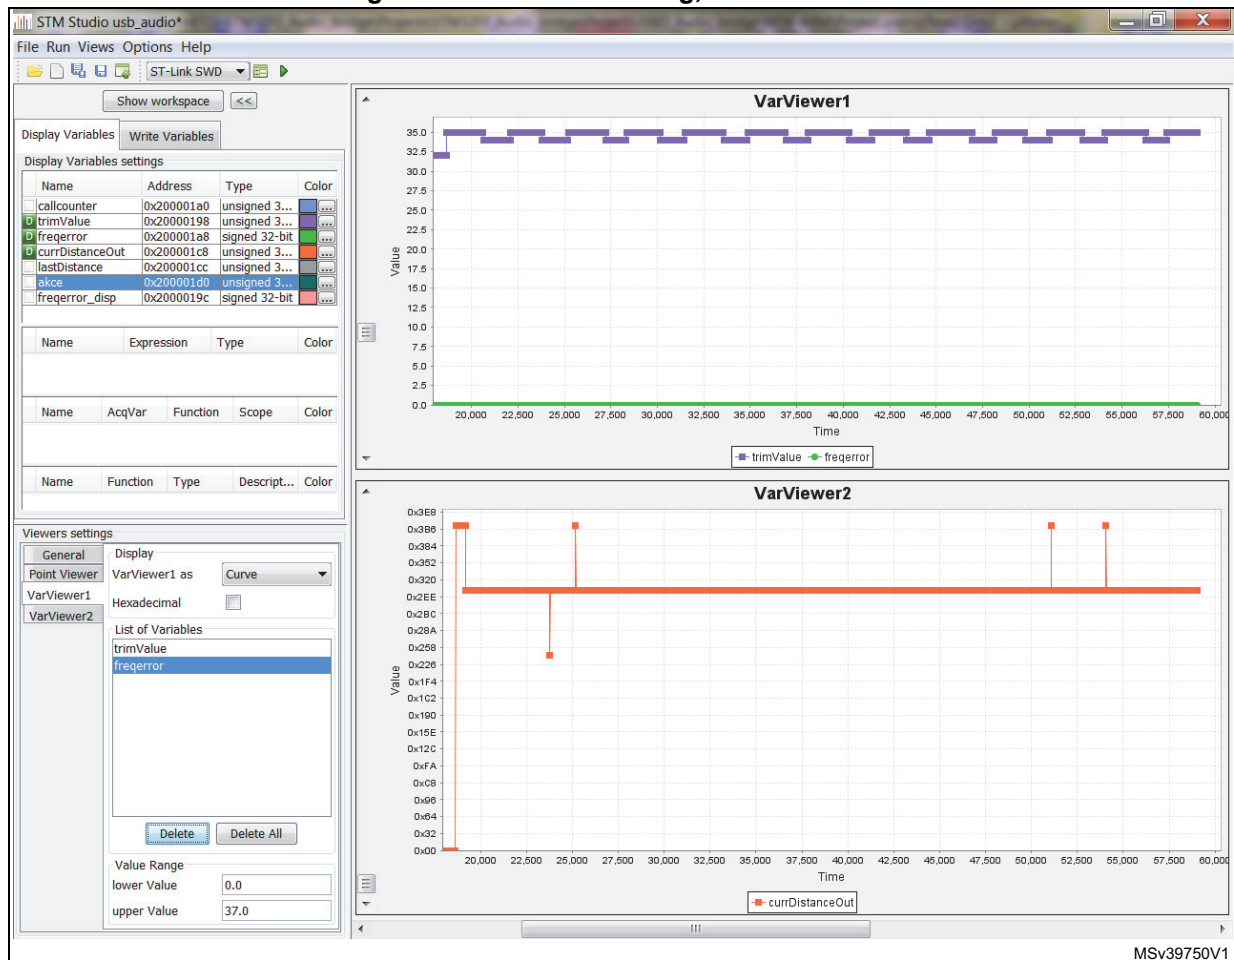 STM Studio usb_audio*
File Run Views Options Help
ST-Link SWD
Show workspace <<
Display Variables Write Variables
Display Variables settings
Name Address Type Color
callcounter 0x200001a0 unsigned 3... ...
D trimValue 0x20000198 unsigned 3... ...
D freqerror 0x200001a8 signed 32-bit ...
D currDistanceOut 0x200001c8 unsigned 3... ...
lastDistance 0x200001cc unsigned 3... ...
akce 0x200001d0 unsigned 3... ...
freqerror_disp 0x2000019c signed 32-bit ...
Name Expression Type Color
Name AcqVar Function Scope Color
Name Function Type Descript... Color
Viewers settings
General
Point Viewer
VarViewer1
VarViewer2
Display
VarViewer1 as Curve
Hexadecimal
List of Variables
trimValue
freqerror
Delete Delete All
Value Range
lower Value 0.0
upper Value 37.0
VarViewer1
35.0
32.5
30.0
27.5
25.0
22.5
20.0
17.5
15.0
12.5
10.0
7.5
5.0
2.5
0.0
Value
20,000 22,500 25,000 27,500 30,000 32,500 35,000 37,500 40,000 42,500 45,000 47,500 50,000 52,500 55,000 57,500 60,000
Time
trimValue freqerror
VarViewer2
0x3E8
0x3B6
0x384
0x352
0x320
0x2EE
0x2BC
0x28A
0x258
0x226
0x1F4
0x1C2
0x190
0x15E
0x12C
0xFA
0xC8
0x96
0x64
0x32
0x00
Value
20,000 22,500 25,000 27,500 30,000 32,500 35,000 37,500 40,000 42,500 45,000 47,500 50,000 52,500 55,000 57,500 60,000
Time
currDistanceOut
MSv39750V1